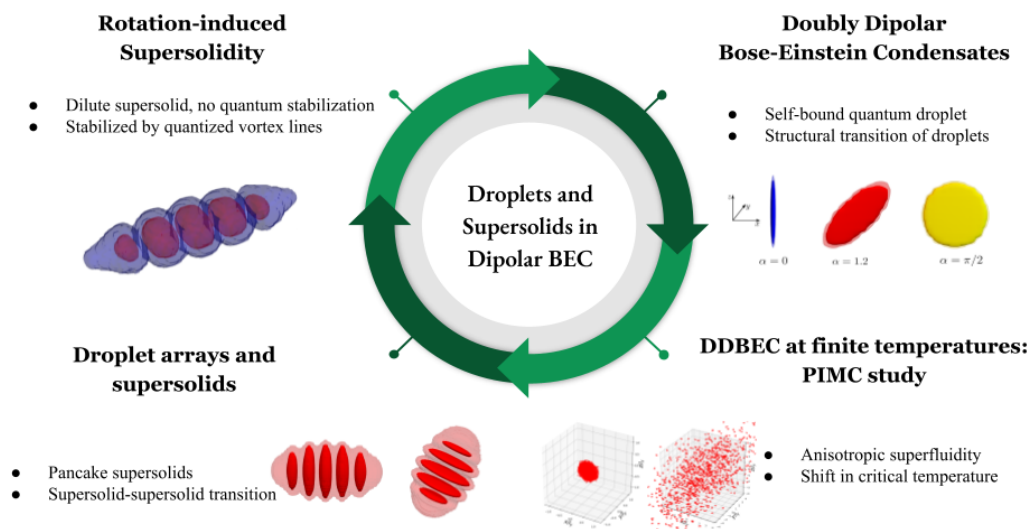 Rotation-induced
Supersolidity
● Dilute supersolid, no quantum stabilization
● Stabilized by quantized vortex lines
Doubly Dipolar
Bose-Einstein Condensates
● Self-bound quantum droplet
● Structural transition of droplets
α = 0
α = 1.2
α = π/2
Droplets and
Supersolids in
Dipolar BEC
Droplet arrays and
supersolids
● Pancake supersolids
● Supersolid-supersolid transition
DDBEC at finite temperatures:
PIMC study
● Anisotropic superfluidity
● Shift in critical temperature